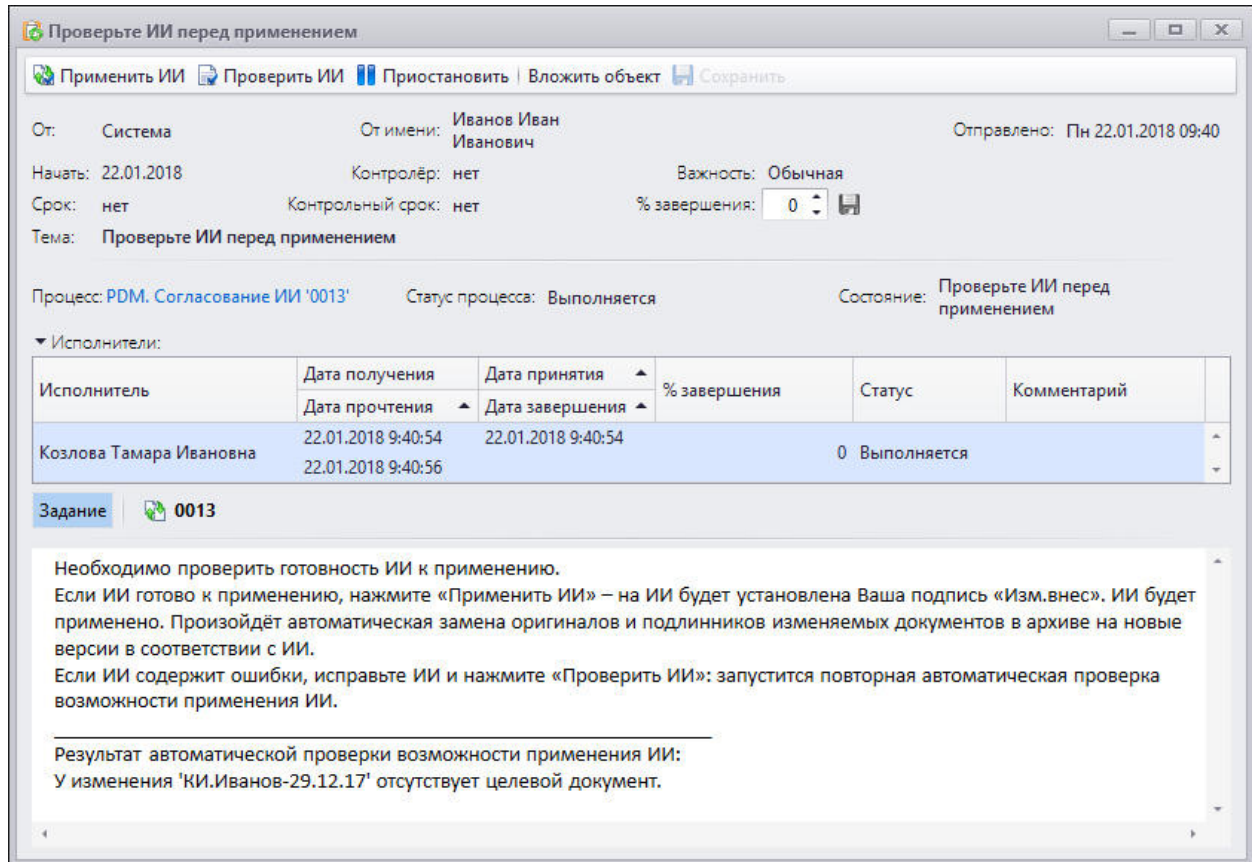 Проверьте ИИ перед применением
Применить ИИ Проверить ИИ Приостановить Вложить объект Сохранить
От: Система От имени: Иванов Иван Иванович Отправлено: Пн 22.01.2018 09:40
Начать: 22.01.2018 Контролёр: нет Важность: Обычная
Срок: нет Контрольный срок: нет % завершения: 0
Тема: Проверьте ИИ перед применением
Процесс: PDM. Согласование ИИ '0013' Статус процесса: Выполняется Состояние: Проверьте ИИ перед применением
Исполнители:
Исполнитель Дата получения Дата принятия % завершения Статус Комментарий
Дата прочтения Дата завершения
Козлова Тамара Ивановна 22.01.2018 9:40:54 22.01.2018 9:40:54 0 Выполняется
22.01.2018 9:40:56
Задание 0013
Необходимо проверить готовность ИИ к применению.
Если ИИ готово к применению, нажмите «Применить ИИ» – на ИИ будет установлена Ваша подпись «Изм.внес». ИИ будет
применено. Произойдёт автоматическая замена оригиналов и подлинников изменяемых документов в архиве на новые
версии в соответствии с ИИ.
Если ИИ содержит ошибки, исправьте ИИ и нажмите «Проверить ИИ»: запустится повторная автоматическая проверка
возможности применения ИИ.
Результат автоматической проверки возможности применения ИИ:
У изменения 'КИ.Иванов-29.12.17' отсутствует целевой документ.